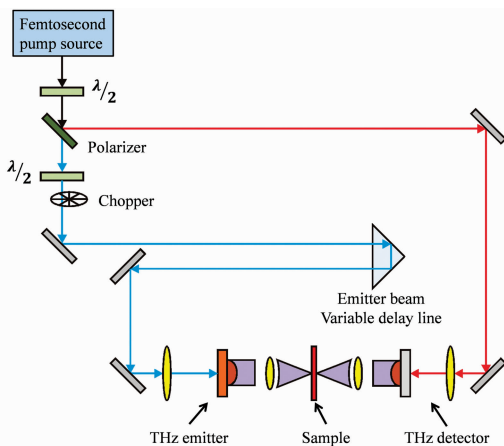 Femtosecond
pump source
λ/2
Polarizer
λ/2
Chopper
Emitter beam
Variable delay line
THz emitter
Sample
THz detector